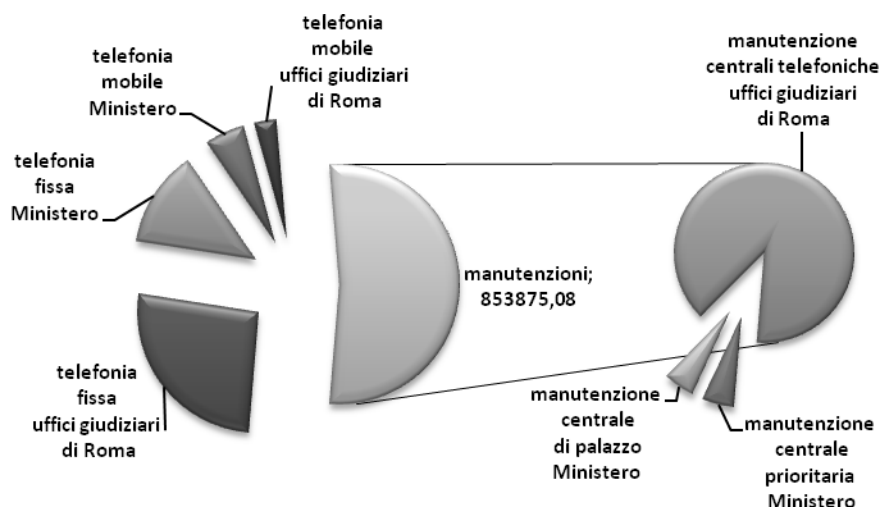 telefonia
mobile
Ministero
telefonia
mobile
uffici giudiziari
di Roma
manutenzione
centrali telefoniche
uffici giudiziari
di Roma
telefonia
fissa
Ministero
manutenzioni;
853875,08
telefonia
fissa
uffici giudiziari
di Roma
manutenzione
centrale
di palazzo
Ministero
manutenzione
centrale
prioritaria
Ministero